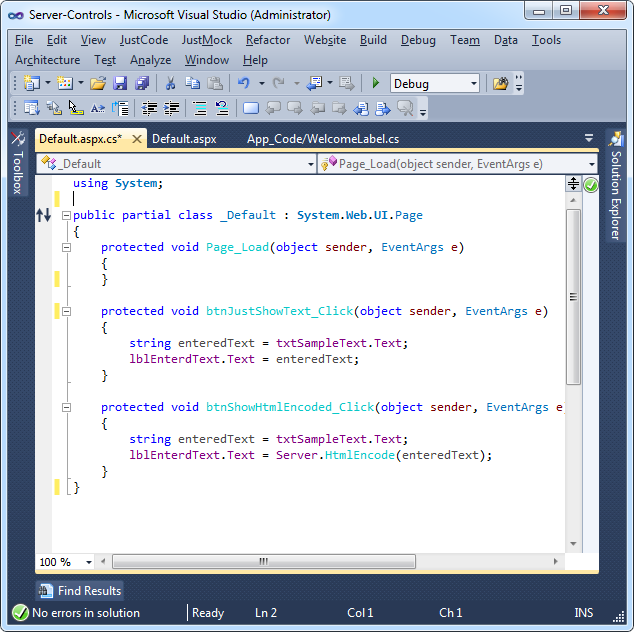 Server-Controls - Microsoft Visual Studio (Administrator)
File Edit View JustCode JustMock Refactor Website Build Debug Team Data Tools
Architecture Test Analyze Window Help
Debug
Default.aspx.cs* Default.aspx App_Code/WelcomeLabel.cs
Toolbox
Solution Explorer
_Default Page_Load(object sender, EventArgs e)
using System;
public partial class _Default : System.Web.UI.Page
{
protected void Page_Load(object sender, EventArgs e)
{
}
protected void btnJustShowText_Click(object sender, EventArgs e)
{
string enteredText = txtSampleText.Text;
lblEnterdText.Text = enteredText;
}
protected void btnShowHtmlEncoded_Click(object sender, EventArgs e
{
string enteredText = txtSampleText.Text;
lblEnterdText.Text = Server.HtmlEncode(enteredText);
}
}
100 %
Find Results
No errors in solution Ready Ln 2 Col 1 Ch 1 INS